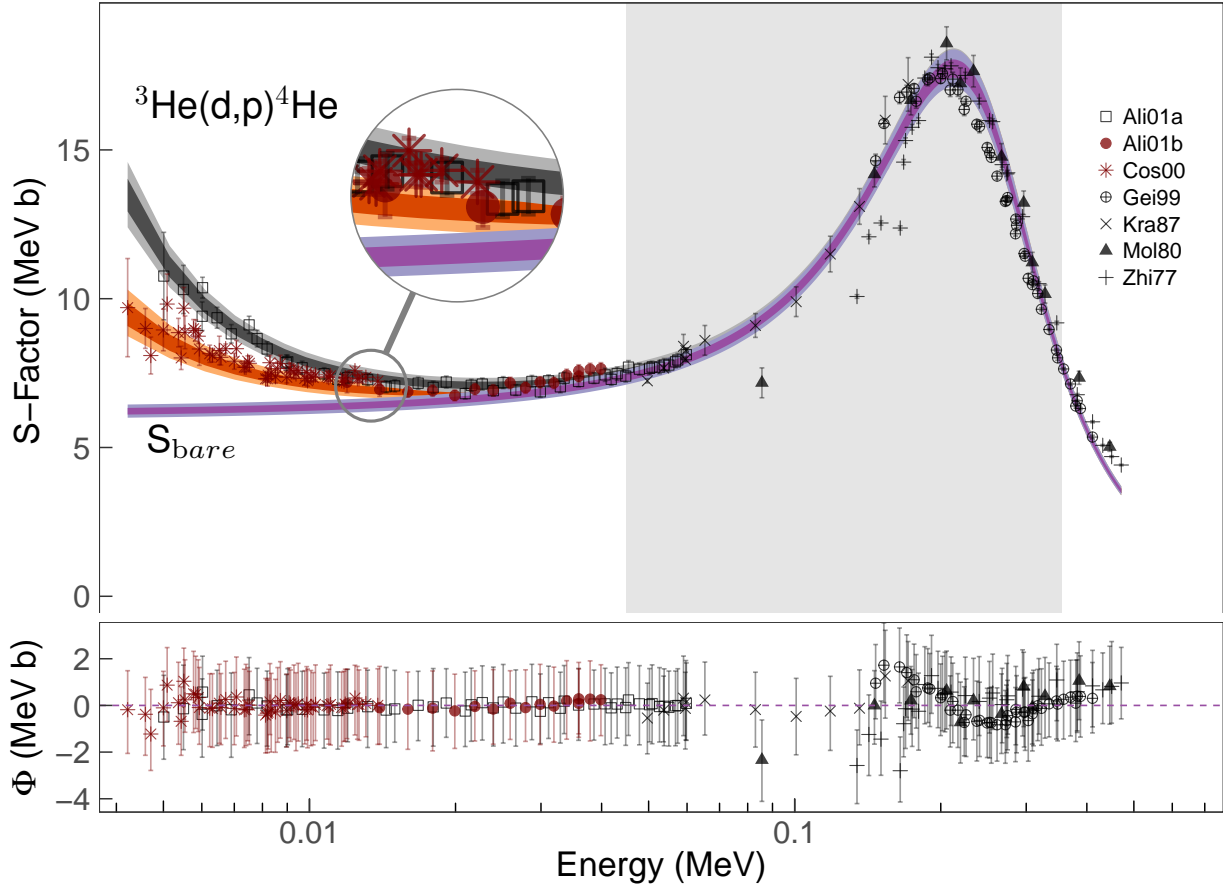 ³He(d,p)⁴He
S_bare
S−Factor (MeV b)
15
10
5
0
Ali01a
Ali01b
Cos00
Gei99
Kra87
Mol80
Zhi77
Φ (MeV b)
2
0
−2
−4
0.01
0.1
Energy (MeV)